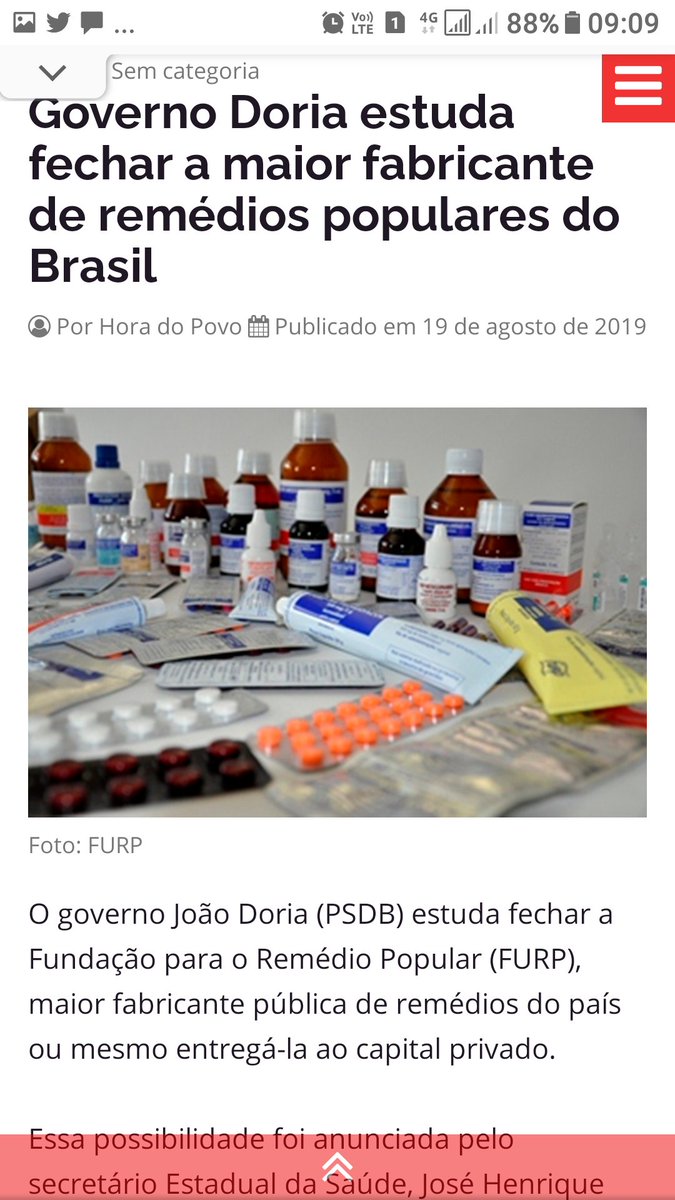 ...
Vo))
LTE
1
4G
88%
09:09
Sem categoria
Governo Doria estuda
fechar a maior fabricante
de remédios populares do
Brasil
Por Hora do Povo Publicado em 19 de agosto de 2019
Foto: FURP
O governo João Doria (PSDB) estuda fechar a
Fundação para o Remédio Popular (FURP),
maior fabricante pública de remédios do país
ou mesmo entregá-la ao capital privado.
Essa possibilidade foi anunciada pelo
secretário Estadual da Saúde, José Henrique